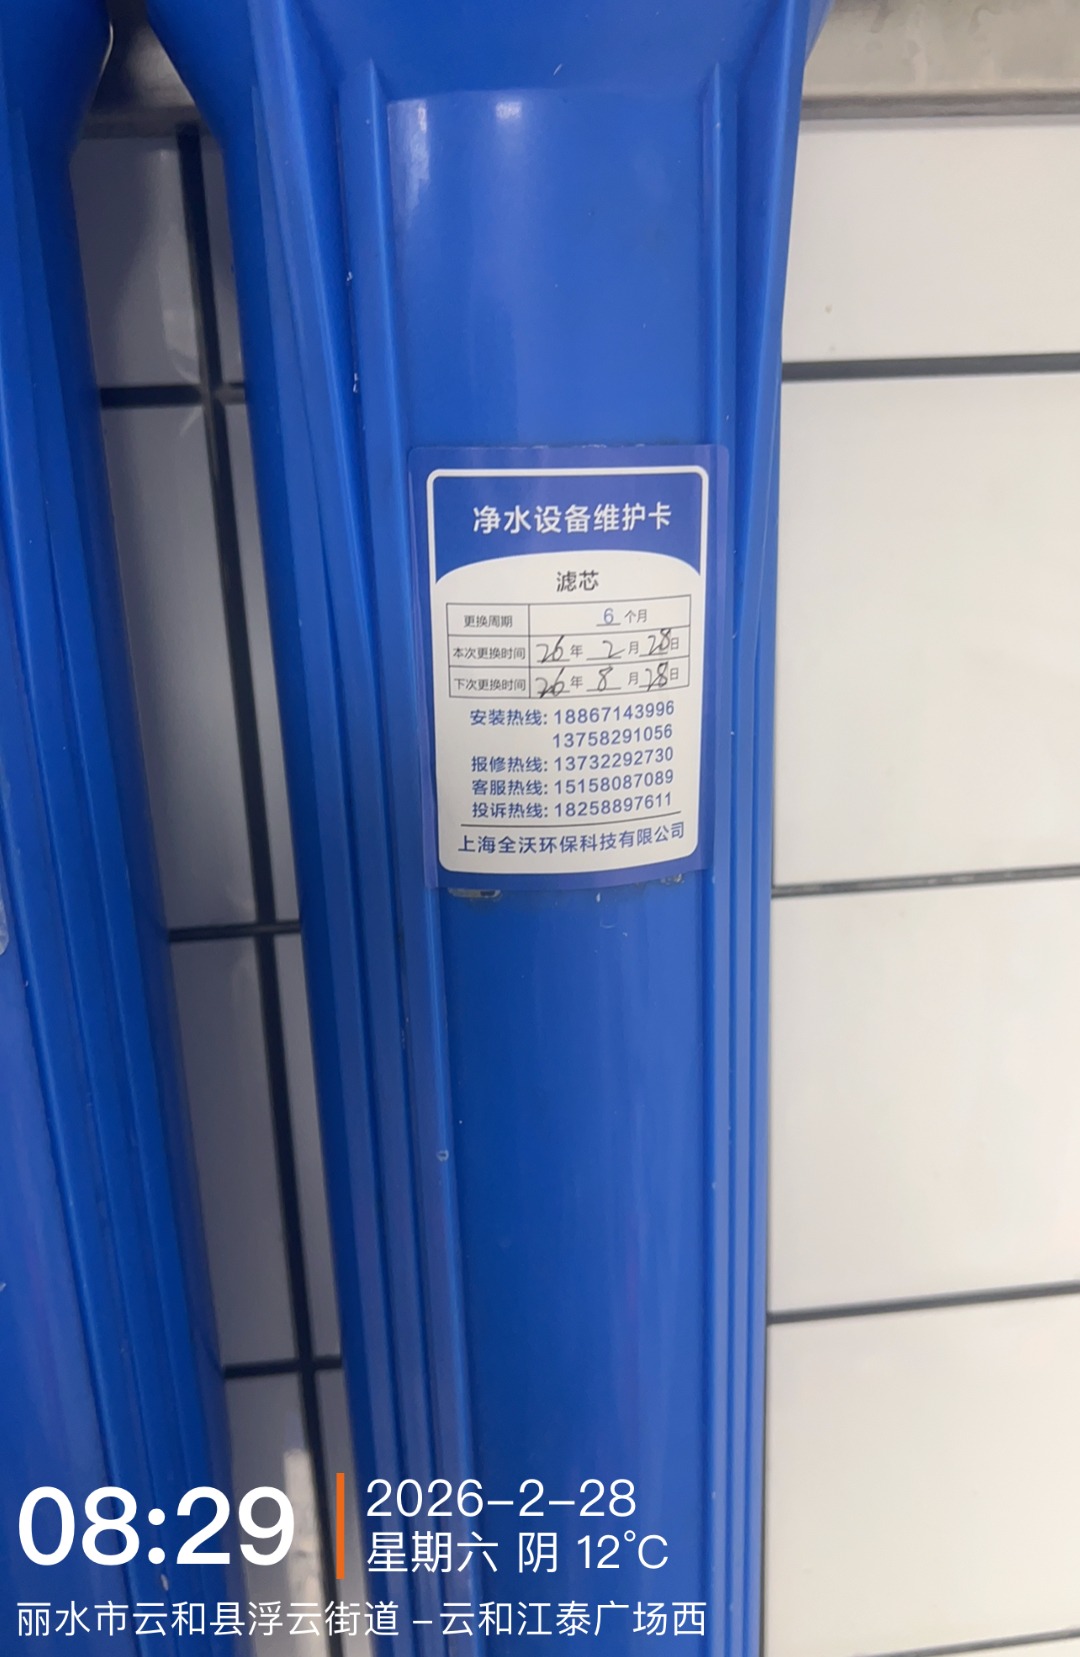 净水设备维护卡
滤芯
更换周期 6 个月
本次更换时间 26 年 2 月 28 日
下次更换时间 26 年 8 月 28 日
安装热线: 18867143996
13758291056
报修热线: 13732292730
客服热线: 15158087089
投诉热线: 18258897611
上海全沃环保科技有限公司
08:29
2026-2-28
星期六 阴 12°C
丽水市云和县浮云街道 – 云和江泰广场西